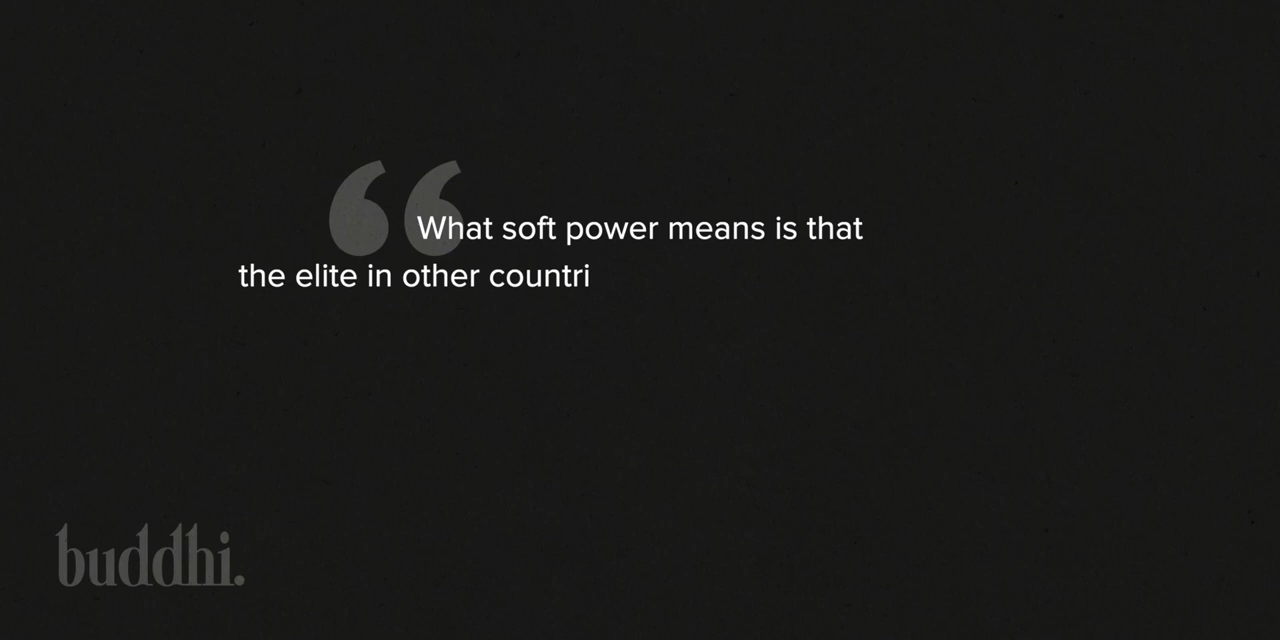 “What soft power means is that
the elite in other countri
buddhi.